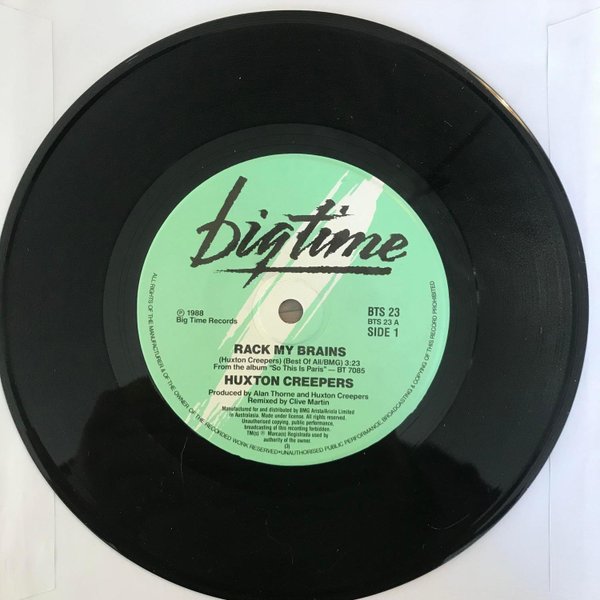 bigtime
℗ 1988
Big Time Records
BTS 23
BTS 23 A
SIDE 1
RACK MY BRAINS
(Huxton Creepers) (Best Of All/BMG) 3:23
From the album "So This Is Paris" — BT 7085
HUXTON CREEPERS
Produced by Alan Thorne and Huxton Creepers
Remixed by Clive Martin
Manufactured for and distributed by BMG Arista/Ariola Limited
in Australasia. Made under license. All rights reserved.
Unauthorised copying, public performance,
broadcasting of this recording forbidden.
Marca(s) Registrada used by
authority of the owner
(3)
ALL RIGHTS OF THE MANUFACTURER & OF THE OWNER OF THE RECORDED WORK RESERVED•UNAUTHORISED PUBLIC PERFORMANCE, BROADCASTING & COPYING OF THIS RECORD PROHIBITED